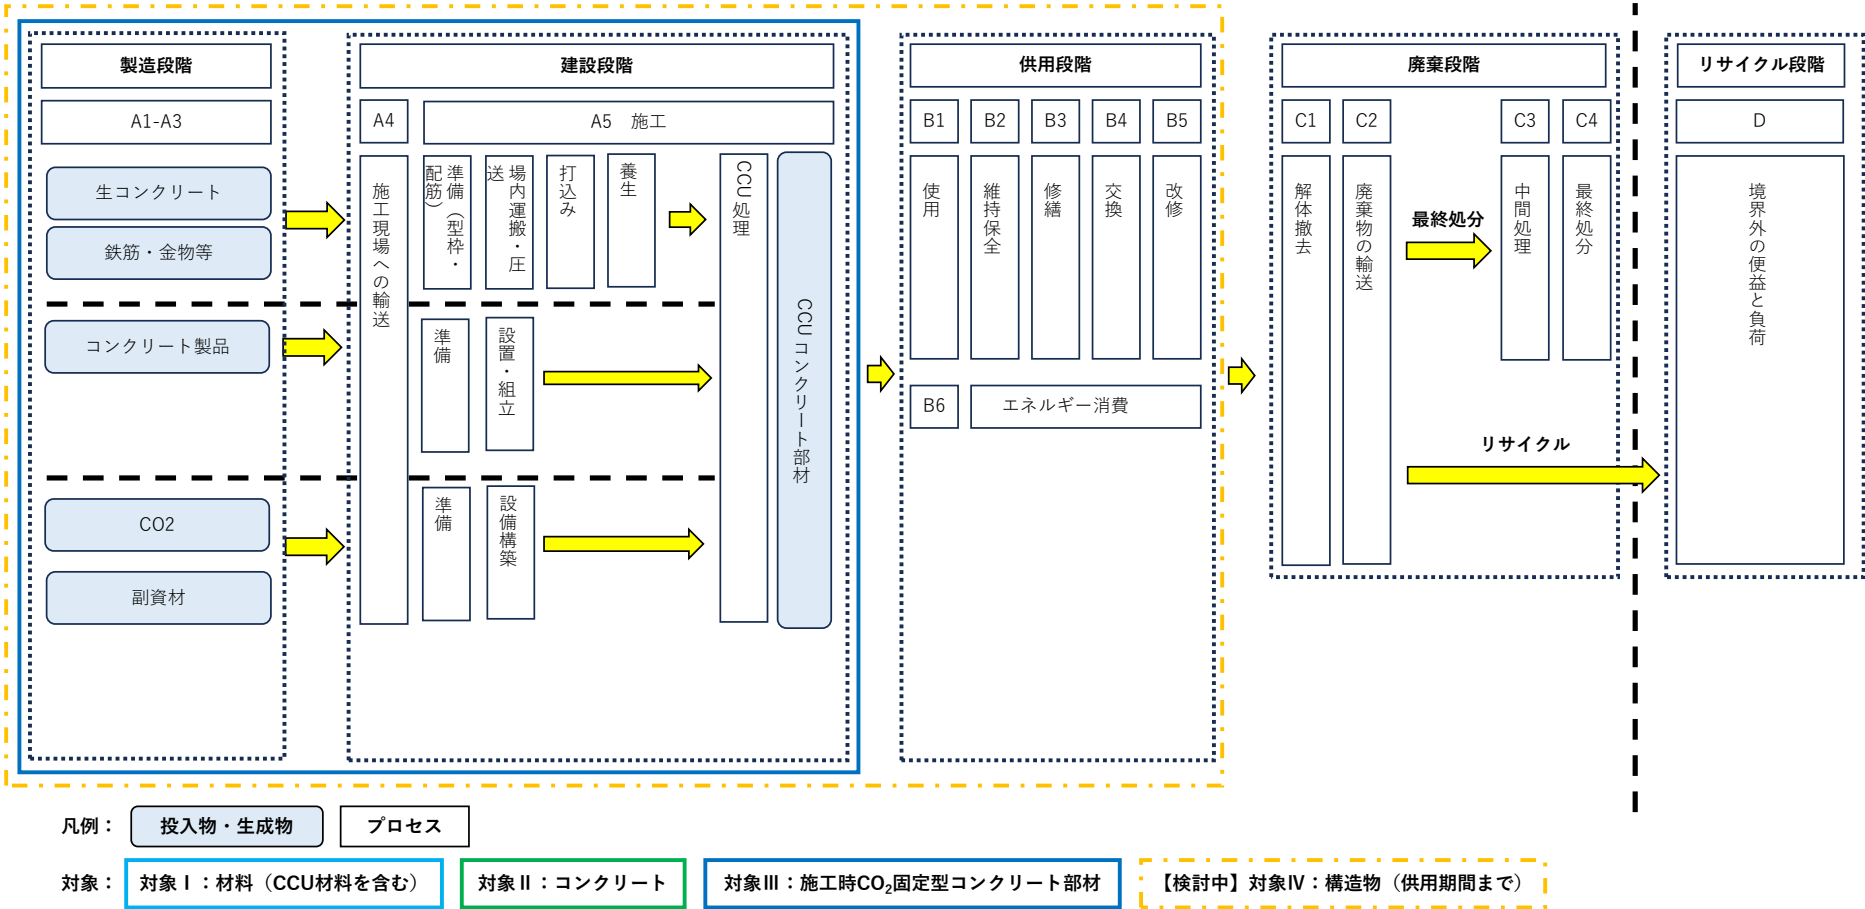 製造段階
A1-A3
生コンクリート
鉄筋・金物等
コンクリート製品
CO2
副資材
建設段階
A4
A5　施工
施工現場への輸送
準備（型枠・
配筋）
場内運搬・圧
送
打込み
養生
準備
設置・組立
準備
設備構築
CCU処理
CCUコンクリート部材
供用段階
B1
B2
B3
B4
B5
使用
維持保全
修繕
交換
改修
B6
エネルギー消費
廃棄段階
C1
C2
C3
C4
解体撤去
廃棄物の輸送
最終処分
中間処理
最終処分
リサイクル
リサイクル段階
D
境界外の便益と負荷
凡例：
投入物・生成物
プロセス
対象：
対象Ⅰ：材料（CCU材料を含む）
対象Ⅱ：コンクリート
対象Ⅲ：施工時CO₂固定型コンクリート部材
【検討中】対象Ⅳ：構造物（供用期間まで）